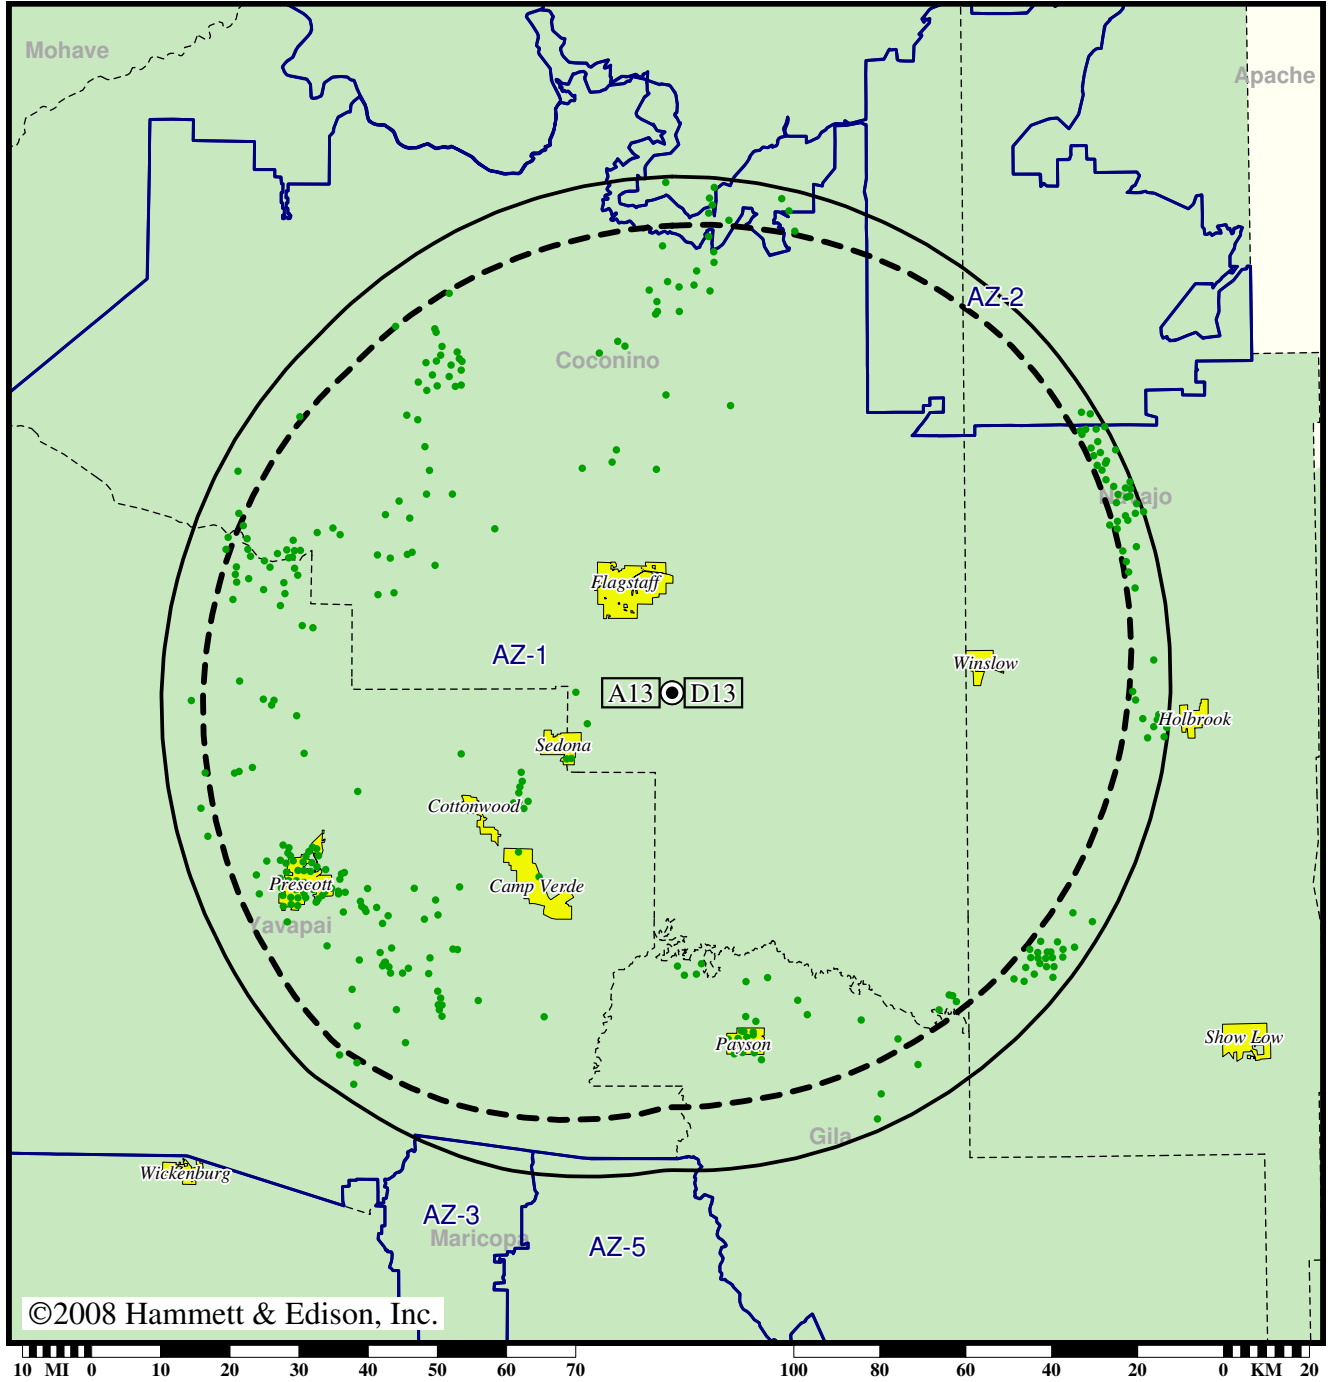 Mohave
Apache
AZ-2
Coconino
Navajo
Flagstaff
AZ-1
Winslow
A13 D13
Holbrook
Sedona
Cottonwood
Prescott
Camp Verde
Yavapai
Payson
Show Low
Gila
Wickenburg
AZ-3
Maricopa
AZ-5
©2008 Hammett & Edison, Inc.
10 MI 0 10 20 30 40 50 60 70 100 80 60 40 20 0 KM 20